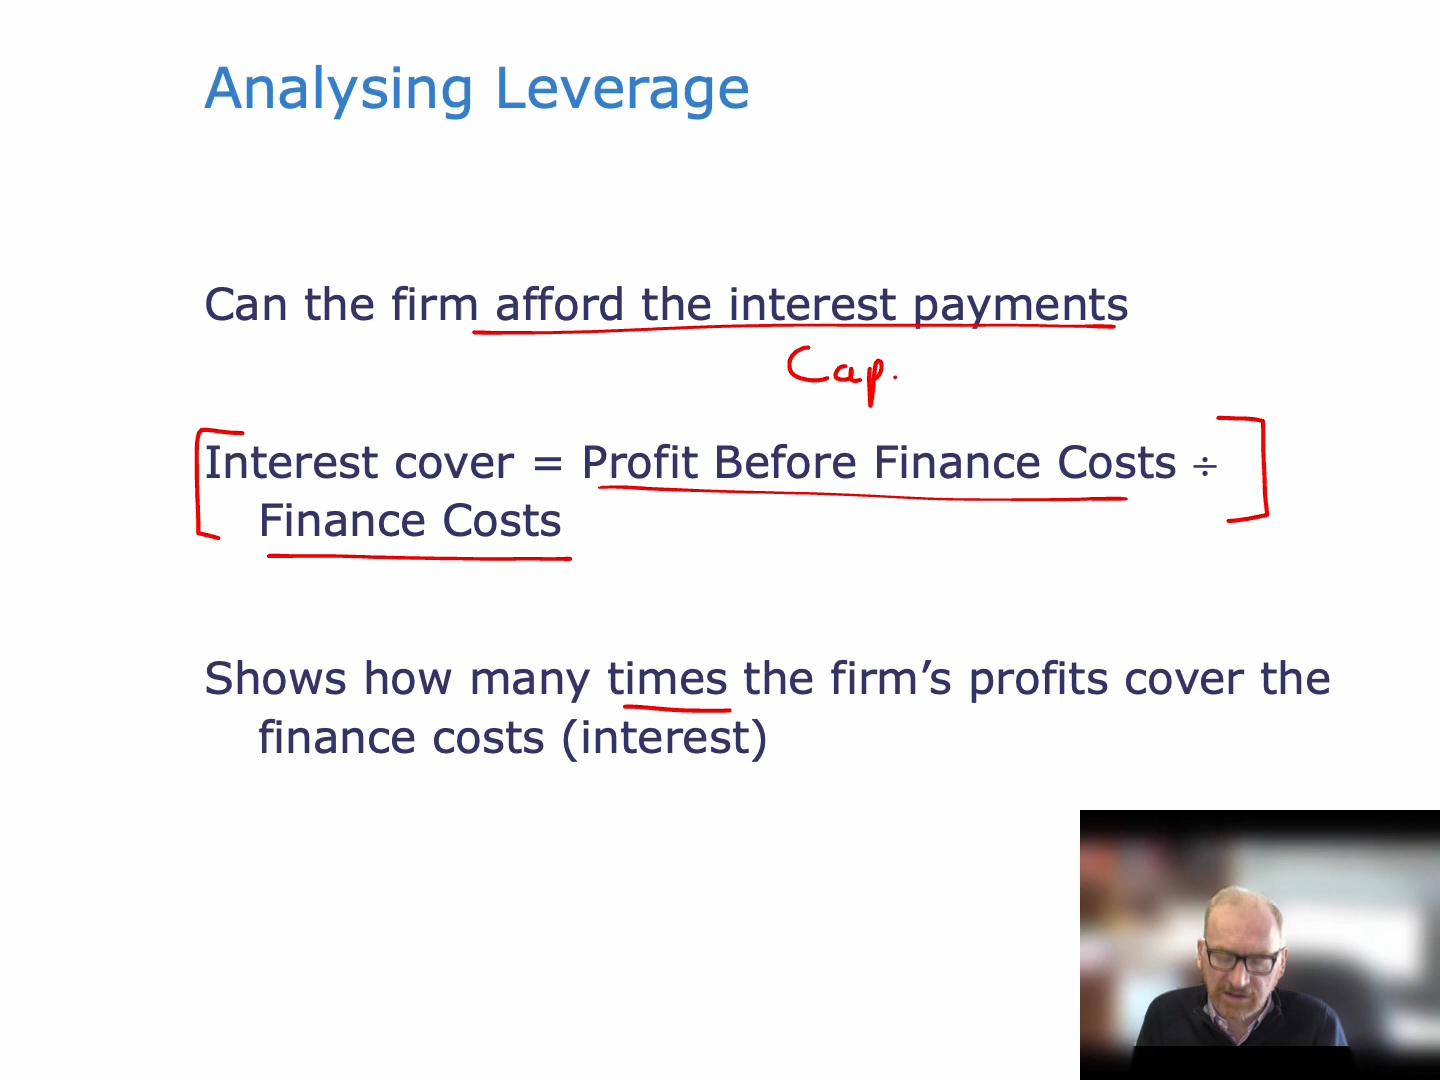 Analysing Leverage
Can the firm afford the interest payments
Cap.
Interest cover = Profit Before Finance Costs ÷
Finance Costs
Shows how many times the firm’s profits cover the
finance costs (interest)